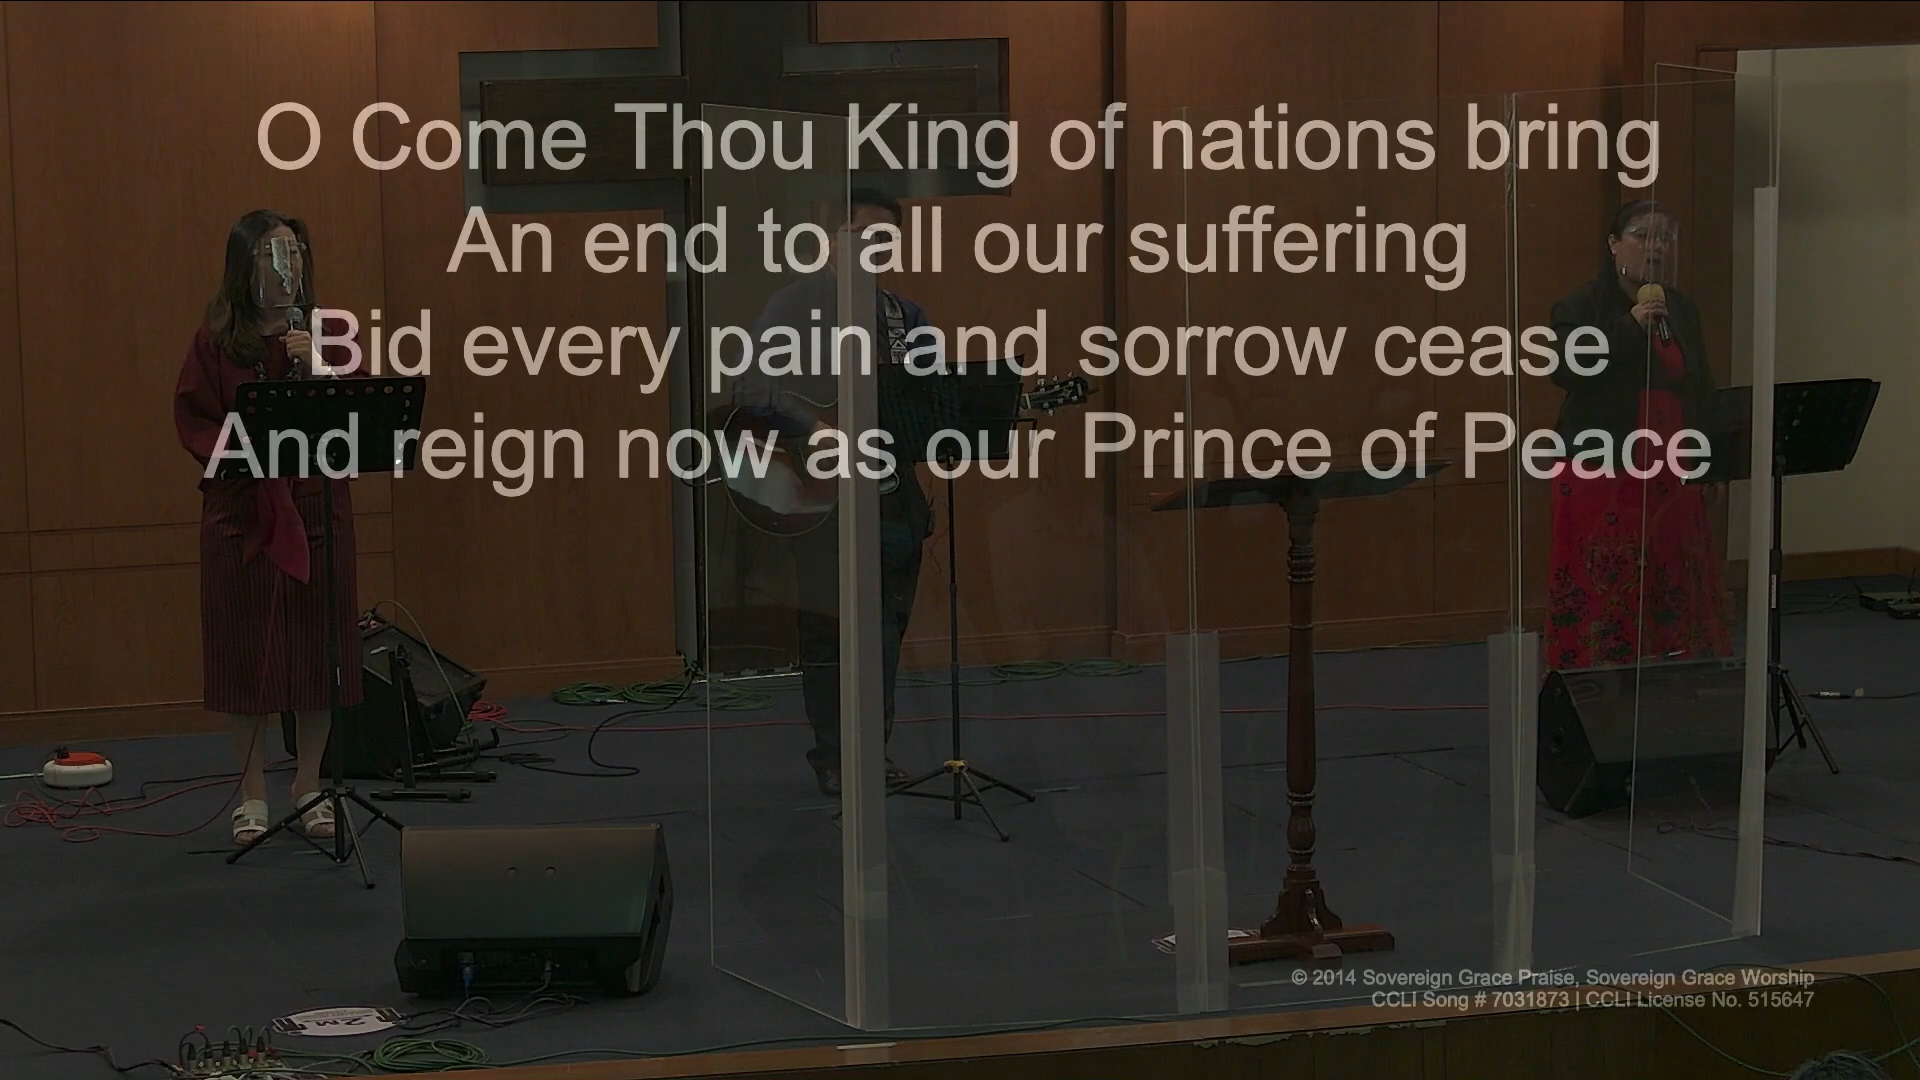 O Come Thou King of nations bring
An end to all our suffering
Bid every pain and sorrow cease
And reign now as our Prince of Peace
© 2014 Sovereign Grace Praise, Sovereign Grace Worship
CCLI Song # 7031873 | CCLI License No. 515647
2M